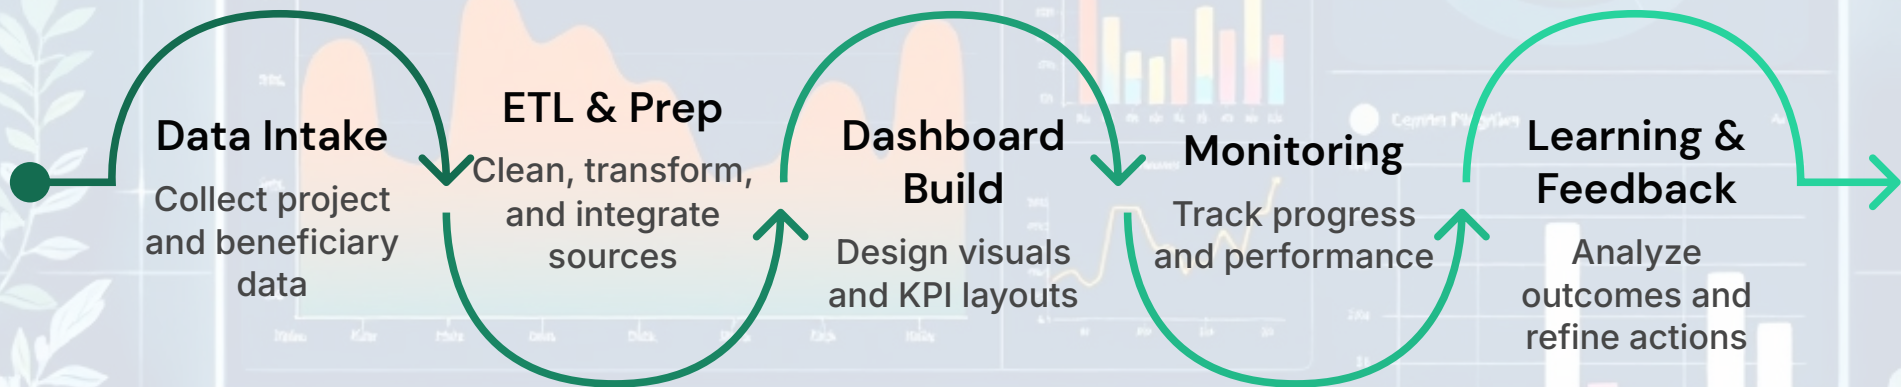 Data Intake
Collect project
and beneficiary
data
ETL & Prep
Clean, transform,
and integrate
sources
Dashboard
Build
Design visuals
and KPI layouts
Monitoring
Track progress
and performance
Learning &
Feedback
Analyze
outcomes and
refine actions